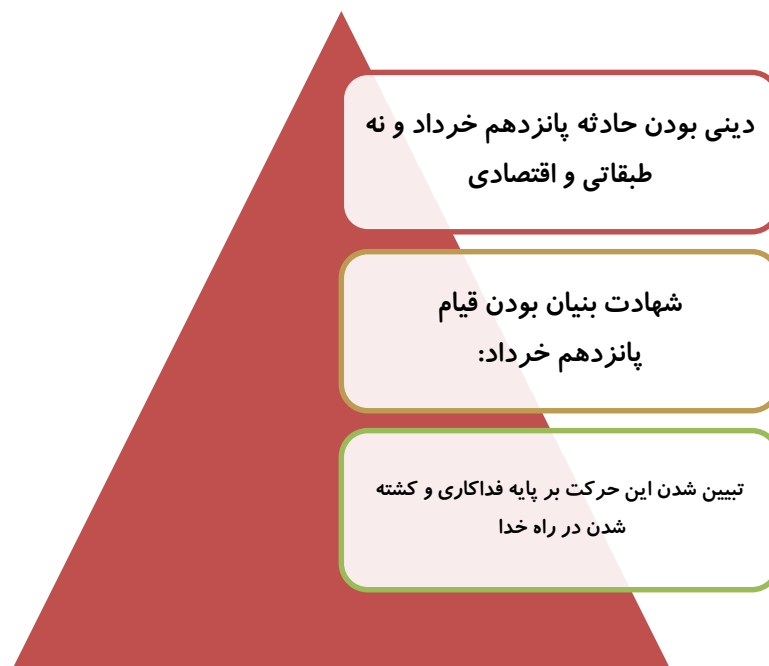 دینی بودن حادثه پانزدهم خرداد و نه
طبقاتی و اقتصادی
شهادت بنیان بودن قیام
پانزدهم خرداد:
تبیین شدن این حرکت بر پایه فداکاری و کشته
شدن در راه خدا